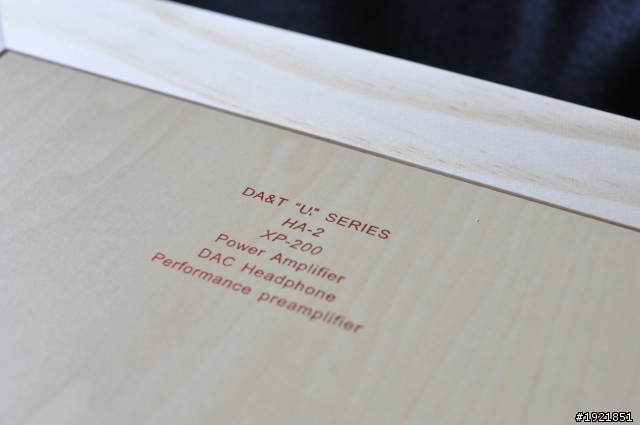 DA&T "U," SERIES
HA-2
XP-200
Power Amplifier
DAC Headphone
Performance preamplifier
#1921851